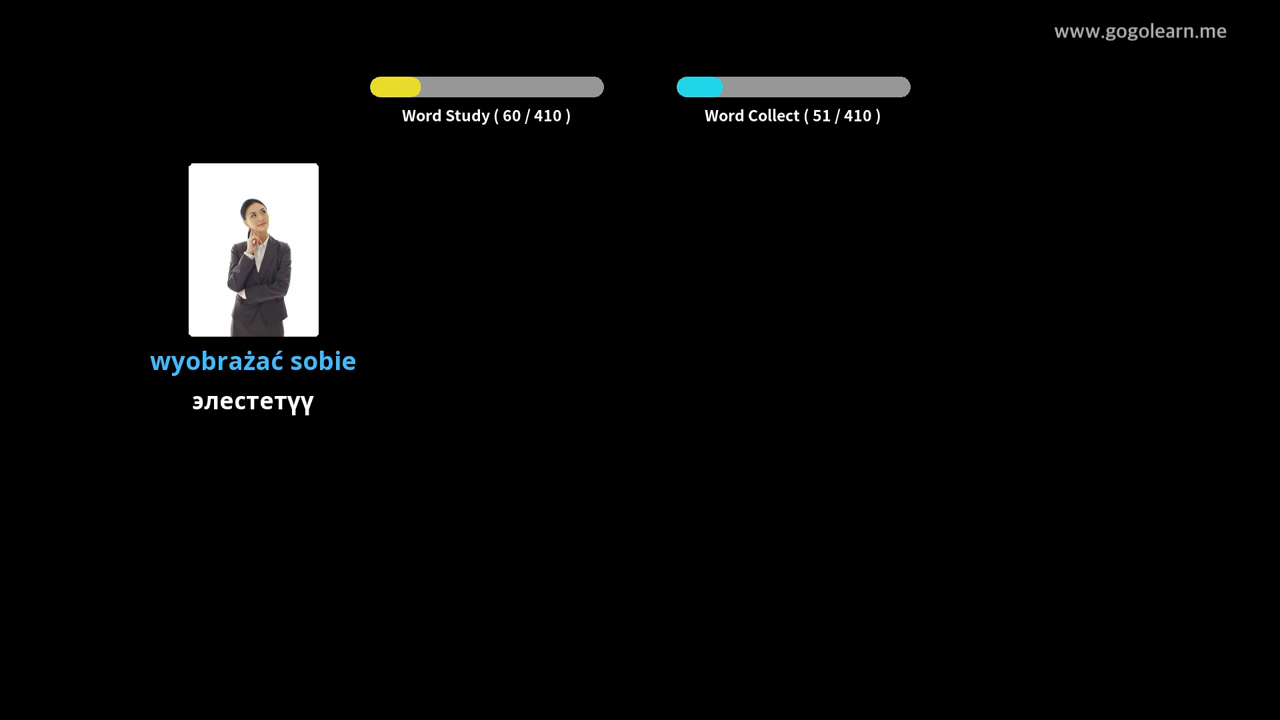 www.gogolearn.me
Word Study ( 60 / 410 )
Word Collect ( 51 / 410 )
wyobrażać sobie
элестетүү